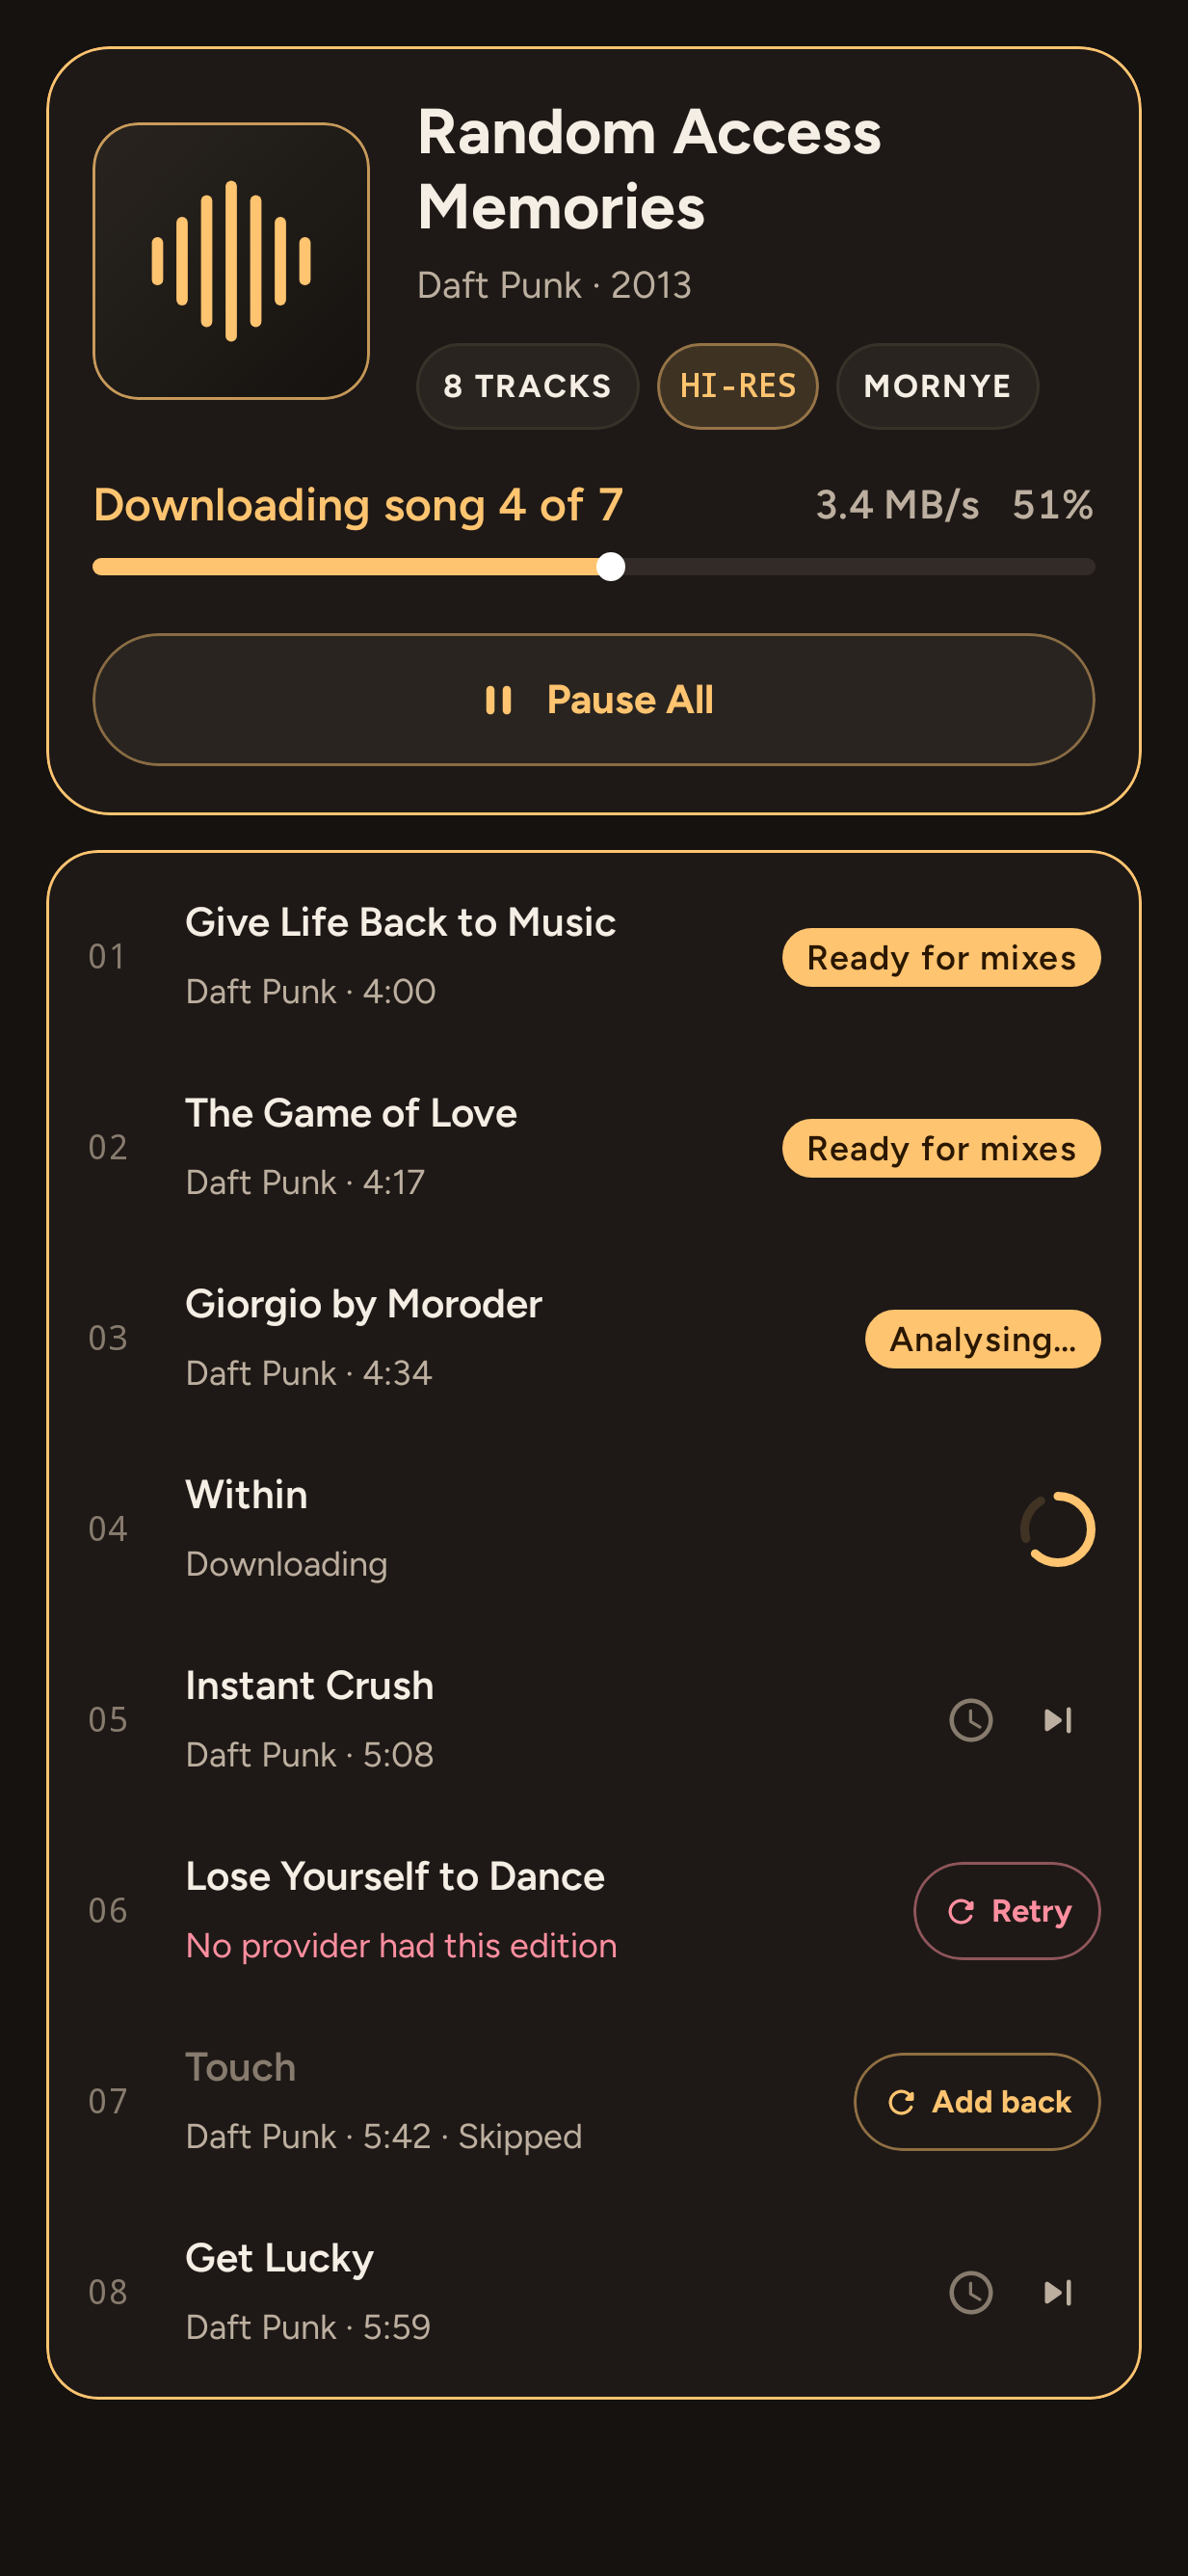 Random Access
Memories
Daft Punk · 2013
8 TRACKS HI-RES MORNYE
Downloading song 4 of 7 3.4 MB/s 51%
Pause All
01 Give Life Back to Music
Daft Punk · 4:00
Ready for mixes
02 The Game of Love
Daft Punk · 4:17
Ready for mixes
03 Giorgio by Moroder
Daft Punk · 4:34
Analysing...
04 Within
Downloading
05 Instant Crush
Daft Punk · 5:08
06 Lose Yourself to Dance
No provider had this edition
Retry
07 Touch
Daft Punk · 5:42 · Skipped
Add back
08 Get Lucky
Daft Punk · 5:59